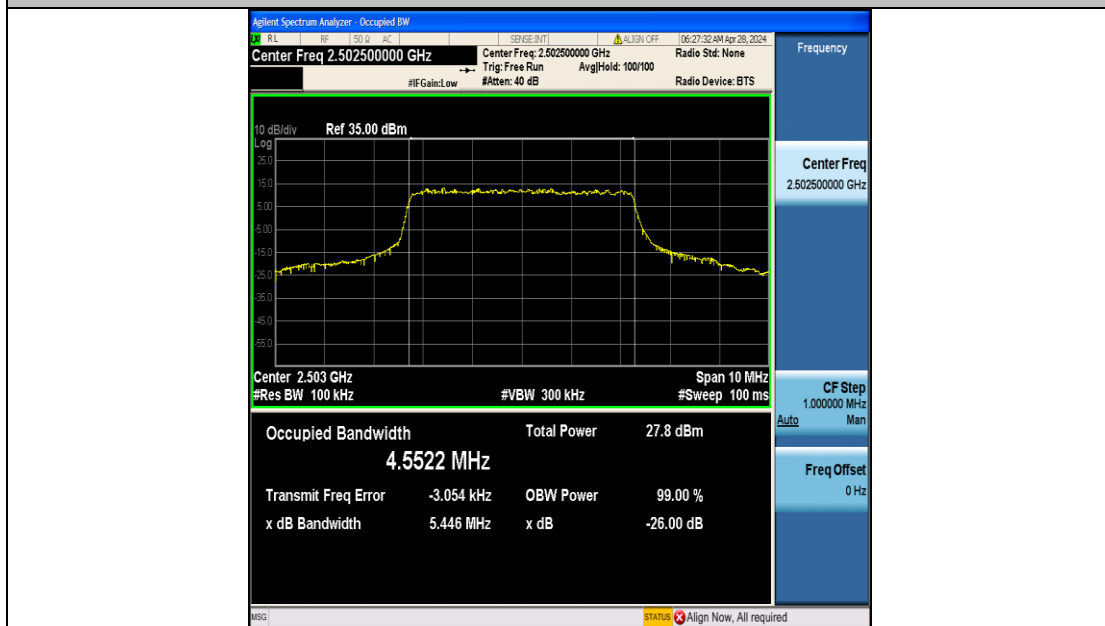 Agilent Spectrum Analyzer - Occupied BW
RL RF 50 Ω AC SENSE:INT ALIGN OFF 06:27:32 AM Apr 28, 2024
Center Freq 2.502500000 GHz
Center Freq: 2.502500000 GHz
Radio Std: None
Trig: Free Run
Avg|Hold: 100/100
#IFGain:Low
#Atten: 40 dB
Radio Device: BTS
10 dB/div
Ref 35.00 dBm
Log
25.0
15.0
5.00
-5.00
-15.0
-25.0
-35.0
-45.0
-55.0
Center 2.503 GHz
Span 10 MHz
#Res BW 100 kHz
#VBW 300 kHz
#Sweep 100 ms
Occupied Bandwidth
Total Power 27.8 dBm
4.5522 MHz
Transmit Freq Error -3.054 kHz
OBW Power 99.00 %
x dB Bandwidth 5.446 MHz
x dB -26.00 dB
Frequency
Center Freq
2.502500000 GHz
CF Step
1.000000 MHz
Auto Man
Freq Offset
0 Hz
MSG
STATUS Align Now, All required